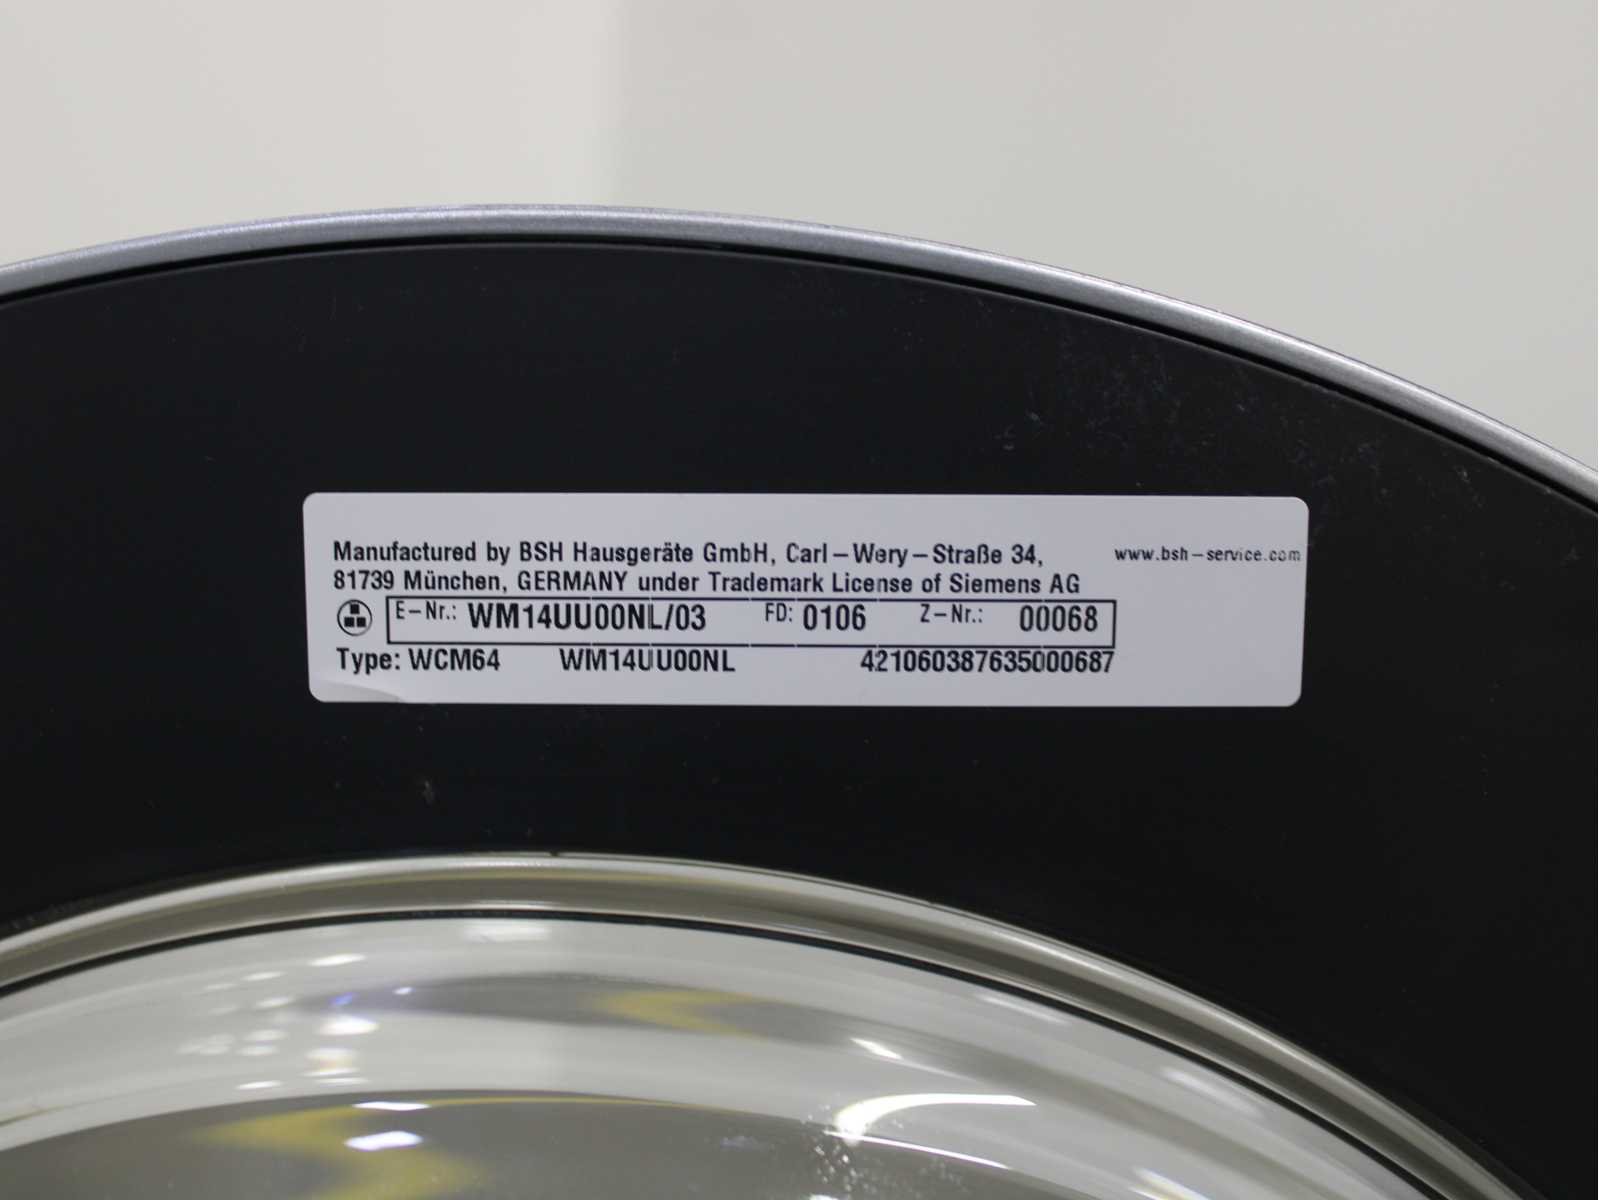 Manufactured by BSH Hausgeräte GmbH, Carl-Wery-Straße 34, www.bsh-service.com
81739 München, GERMANY under Trademark License of Siemens AG
E-Nr.: WM14UU00NL/03 FD: 0106 Z-Nr.: 00068
Type: WCM64 WM14UU00NL 421060387635000687